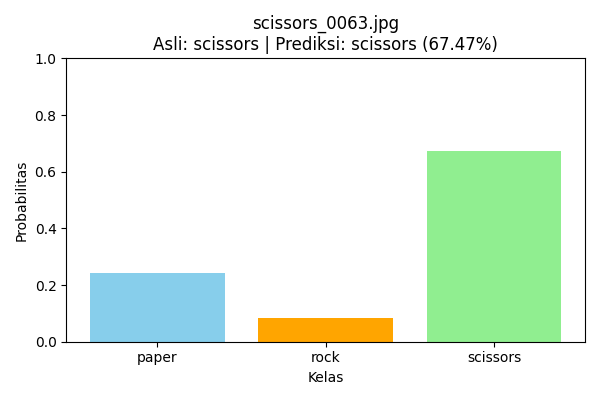 scissors_0063.jpg
Asli: scissors | Prediksi: scissors (67.47%)
1.0
0.8
0.6
0.4
0.2
0.0
Probabilitas
paper
rock
scissors
Kelas